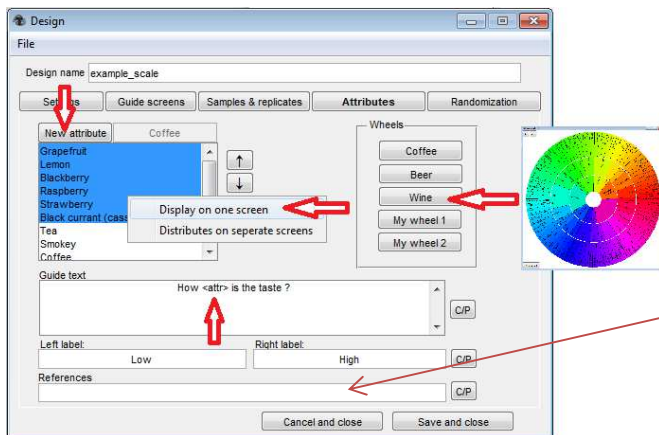 Design
File
Design name example_scale
Settings Guide screens Samples & replicates Attributes Randomization
New attribute Coffee
Wheels
Grapefruit
Lemon
Blackberry
Raspberry
Strawberry
Black currant (cass
Tea
Smokey
Coffee
Display on one screen
Distributes on seperate screens
Coffee
Beer
Wine
My wheel 1
My wheel 2
Guide text
How <attr> is the taste ?
C/P
Left label:
Right label:
Low
High
C/P
References
C/P
Cancel and close
Save and close